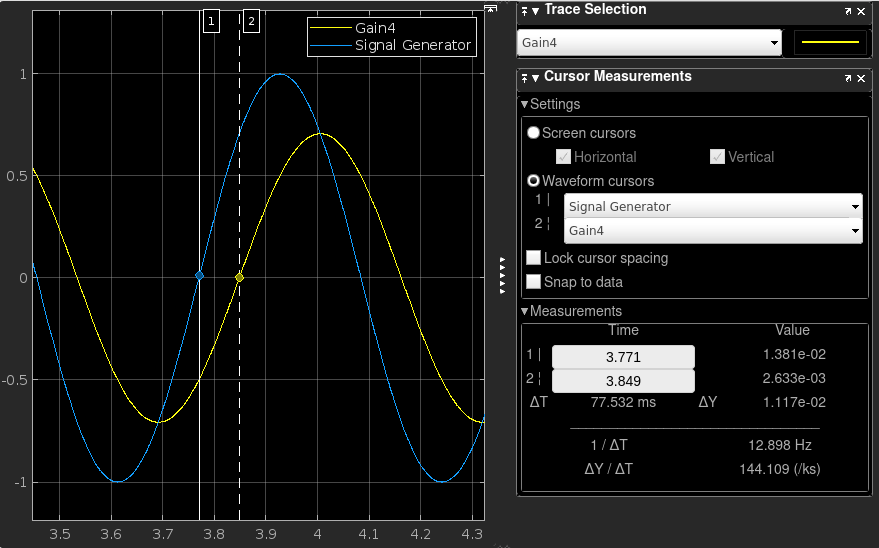 1 2
Gain4
Signal Generator
1
0.5
0
-0.5
-1
3.5 3.6 3.7 3.8 3.9 4 4.1 4.2 4.3
Trace Selection
Gain4
Cursor Measurements
Settings
Screen cursors
Horizontal Vertical
Waveform cursors
1 | Signal Generator
2 ¦ Gain4
Lock cursor spacing
Snap to data
Measurements
Time Value
1 | 3.771 1.381e-02
2 ¦ 3.849 2.633e-03
ΔT 77.532 ms ΔY 1.117e-02
1 / ΔT 12.898 Hz
ΔY / ΔT 144.109 (/ks)